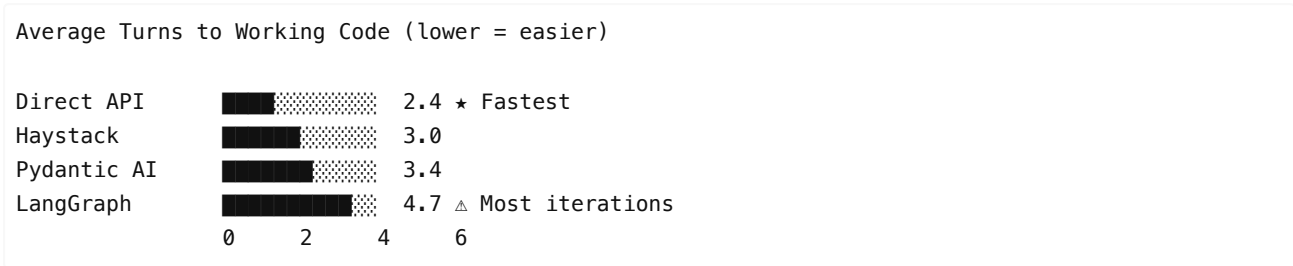 Average Turns to Working Code (lower = easier)
Direct API ████░░░░░░░░ 2.4 ★ Fastest
Haystack ██████░░░░░░ 3.0
Pydantic AI ███████░░░░░ 3.4
LangGraph ██████████░░ 4.7 ⚠ Most iterations
0 2 4 6